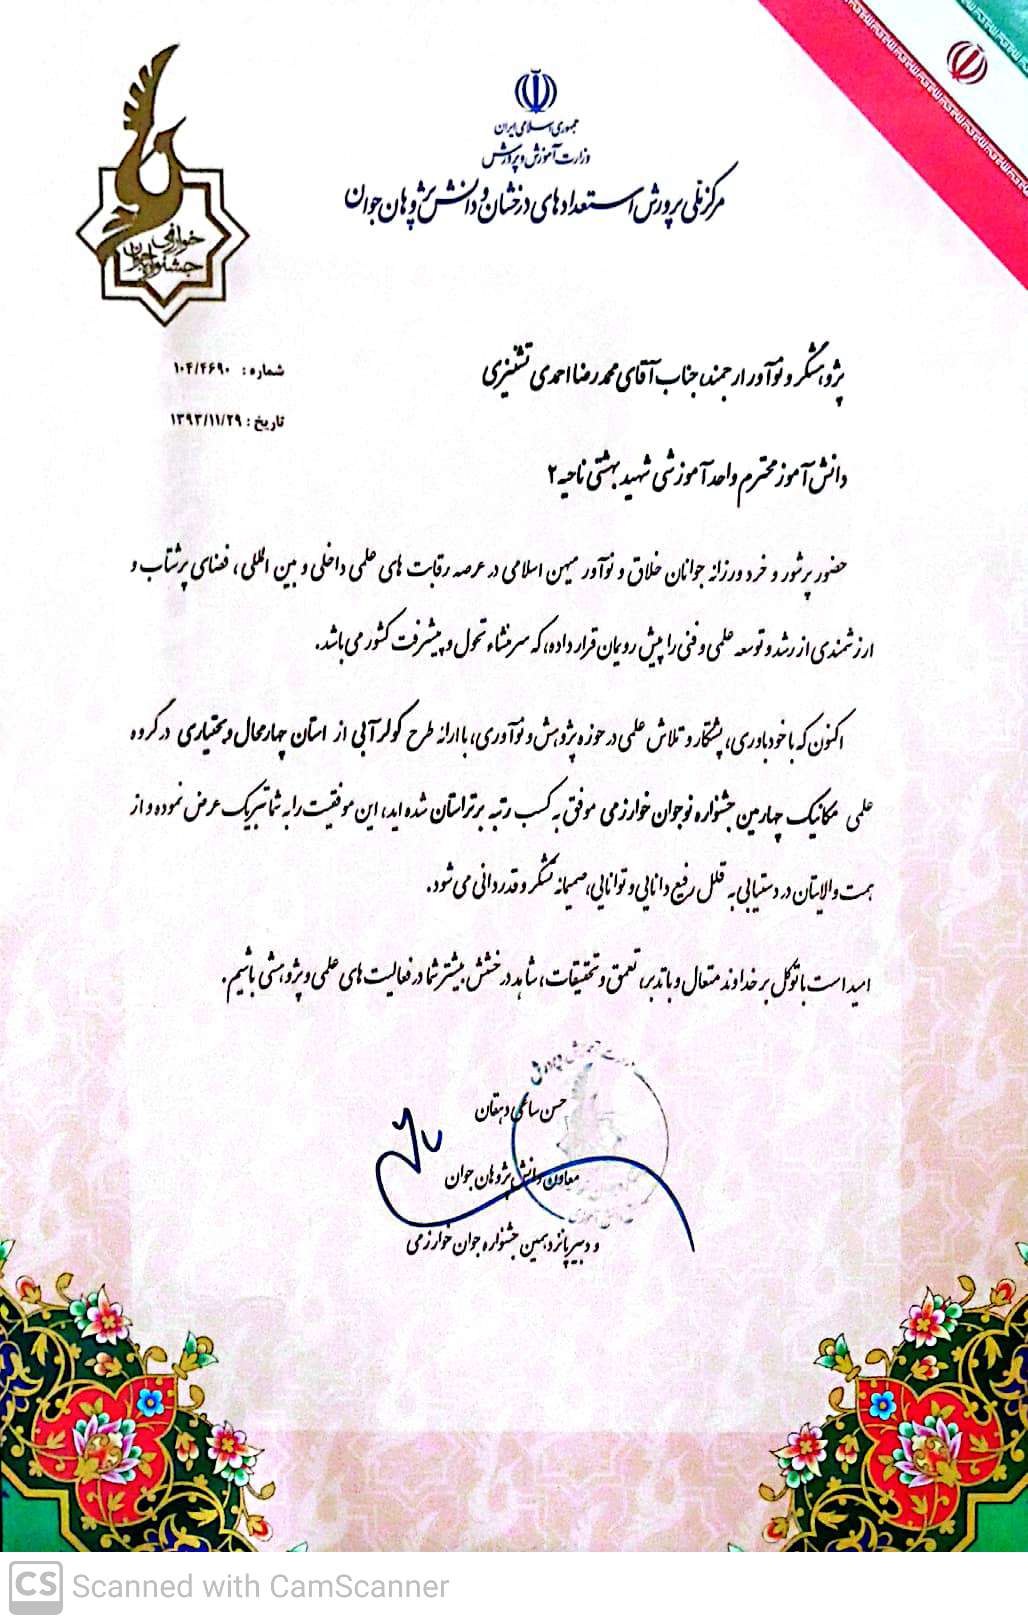 جمهوری اسلامی ایران
وزارت آموزش و پرورش
مرکز ملی پرورش استعدادهای درخشان و دانش پژوهان جوان
جشنواره جوان
خوارزمی
شماره : ۱۰۴/۴۶۹۰
تاریخ : ۱۳۹۳/۱۱/۲۹
پژوهشگر و نوآور ارجمند جناب آقای محمدرضا احمدی تشنیزی
دانش آموز محترم واحد آموزشی شهید بهشتی ناحیه ۲
حضور پرشور و خردورزانه جوانان خلاق و نوآور میهن اسلامی در عرصه رقابت های علمی داخلی و بین المللی، فضای پرشتاب و
ارزشمندی از رشد و توسعه علمی و فنی را پیش رویمان قرار داده، که سرمنشاء تحول و پیشرفت کشور می باشد.
اکنون که با خودباوری، پشتکار و تلاش علمی در حوزه پژوهش و نوآوری، با ارائه طرح کولر آبی از استان چهارمحال و بختیاری در گروه
علمی مکانیک چهارمین جشنواره نوجوان خوارزمی موفق به کسب رتبه برتر استان شده اید، این موفقیت را به شما تبریک عرض نموده و از
همت والایتان در دستیابی به قلل رفیع دانایی و توانایی، صمیمانه تشکر و قدردانی می شود.
امید است با توکل بر خداوند متعال و با تدبر، تعمق و تحقیقات، شاهد درخشش بیشتر شما در فعالیت های علمی و پژوهشی باشیم.
حسن ساعی دهقان
معاون دانش پژوهان جوان
و دبیر پانزدهمین جشنواره جوان خوارزمی
CS Scanned with CamScanner